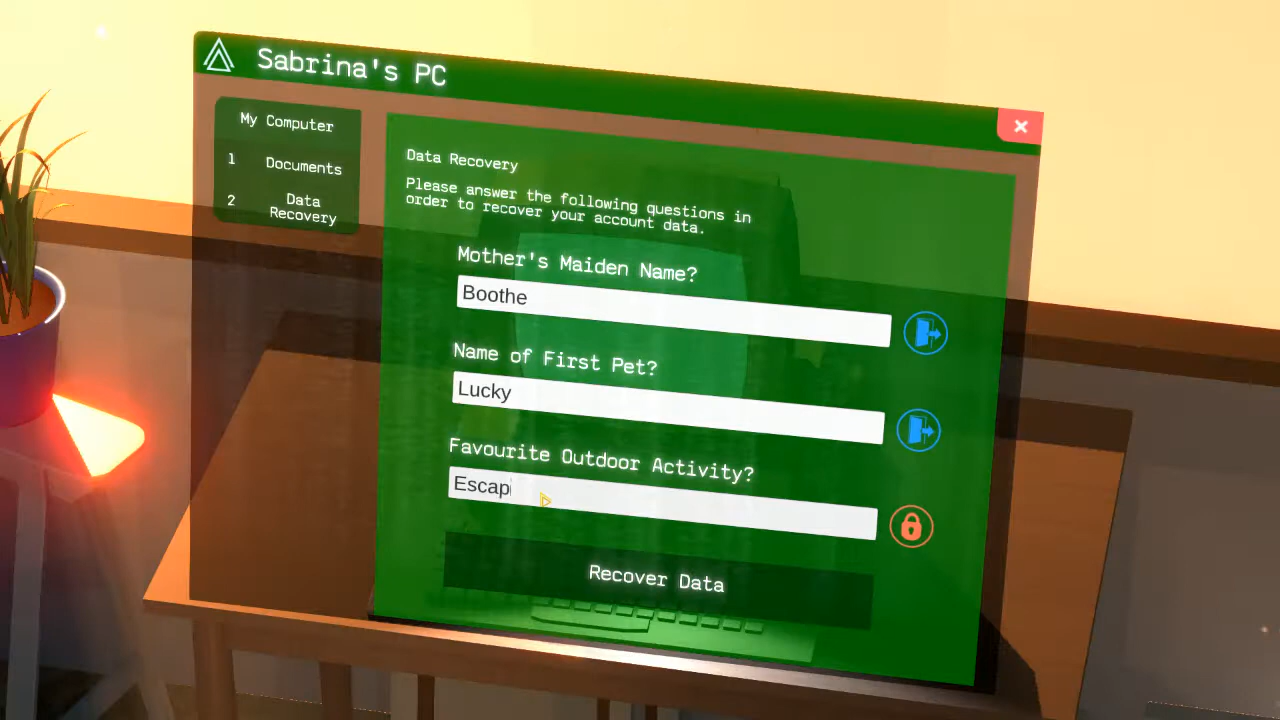 Sabrina's PC
My Computer
1 Documents
2 Data
Recovery
Data Recovery
Please answer the following questions in
order to recover your account data.
Mother's Maiden Name?
Boothe
Name of First Pet?
Lucky
Favourite Outdoor Activity?
Escap
Recover Data